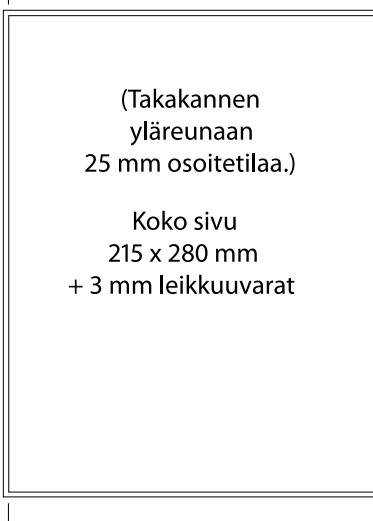 (Takakannen
yläreunaan
25 mm osoitetilaa.)
Koko sivu
215 x 280 mm
+ 3 mm leikkuuvarat